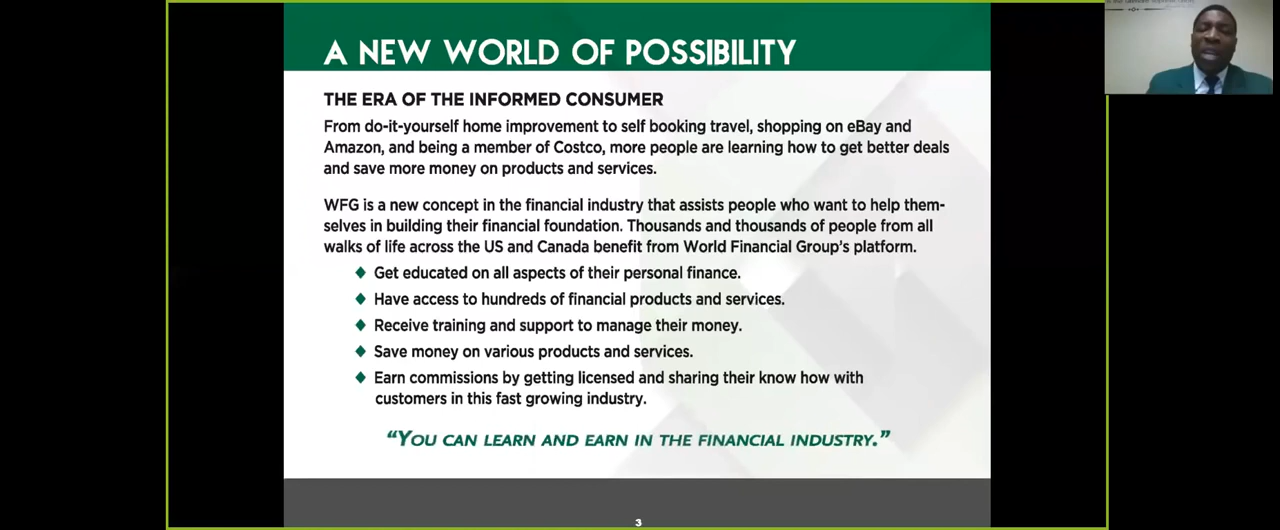 A NEW WORLD OF POSSIBILITY
THE ERA OF THE INFORMED CONSUMER
From do-it-yourself home improvement to self booking travel, shopping on eBay and
Amazon, and being a member of Costco, more people are learning how to get better deals
and save more money on products and services.
WFG is a new concept in the financial industry that assists people who want to help them-
selves in building their financial foundation. Thousands and thousands of people from all
walks of life across the US and Canada benefit from World Financial Group's platform.
◆ Get educated on all aspects of their personal finance.
◆ Have access to hundreds of financial products and services.
◆ Receive training and support to manage their money.
◆ Save money on various products and services.
◆ Earn commissions by getting licensed and sharing their know how with
customers in this fast growing industry.
“YOU CAN LEARN AND EARN IN THE FINANCIAL INDUSTRY.”
3